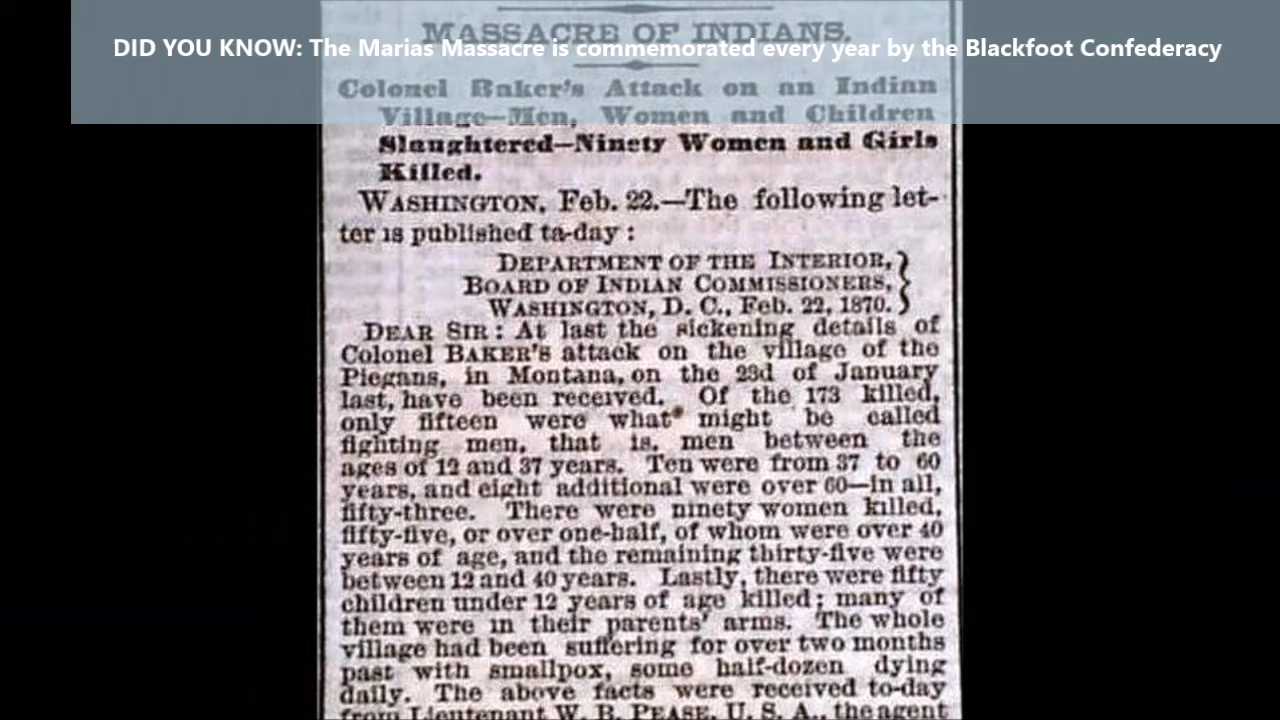 DID YOU KNOW: The Marias Massacre is commemorated every year by the Blackfoot Confederacy
MASSACRE OF INDIANS.
Colonel Baker's Attack on an Indian
Village—Men, Women and Children
Slaughtered—Ninety Women and Girls
Killed.
WASHINGTON, Feb. 22.—The following let-
ter is published ta-day :
DEPARTMENT OF THE INTERIOR,
BOARD OF INDIAN COMMISSIONERS,
WASHINGTON, D. C., Feb. 22, 1870.
DEAR SIR : At last the sickening details of
Colonel BAKER'S attack on the village of the
Piegans, in Montana, on the 23d of January
last, have been received. Of the 173 killed,
only fifteen were what might be called
fighting men, that is, men between the
ages of 12 and 37 years. Ten were from 37 to 60
years, and eight additional were over 60—in all,
fifty-three. There were ninety women killed,
fifty-five, or over one-half, of whom were over 40
years of age, and the remaining thirty-five were
between 12 and 40 years. Lastly, there were fifty
children under 12 years of age killed; many of
them were in their parents' arms. The whole
village had been suffering for over two months
past with smallpox, some half-dozen dying
daily. The above facts were received to-day
from Lieutenant W. B. PEASE, U. S. A., the agent